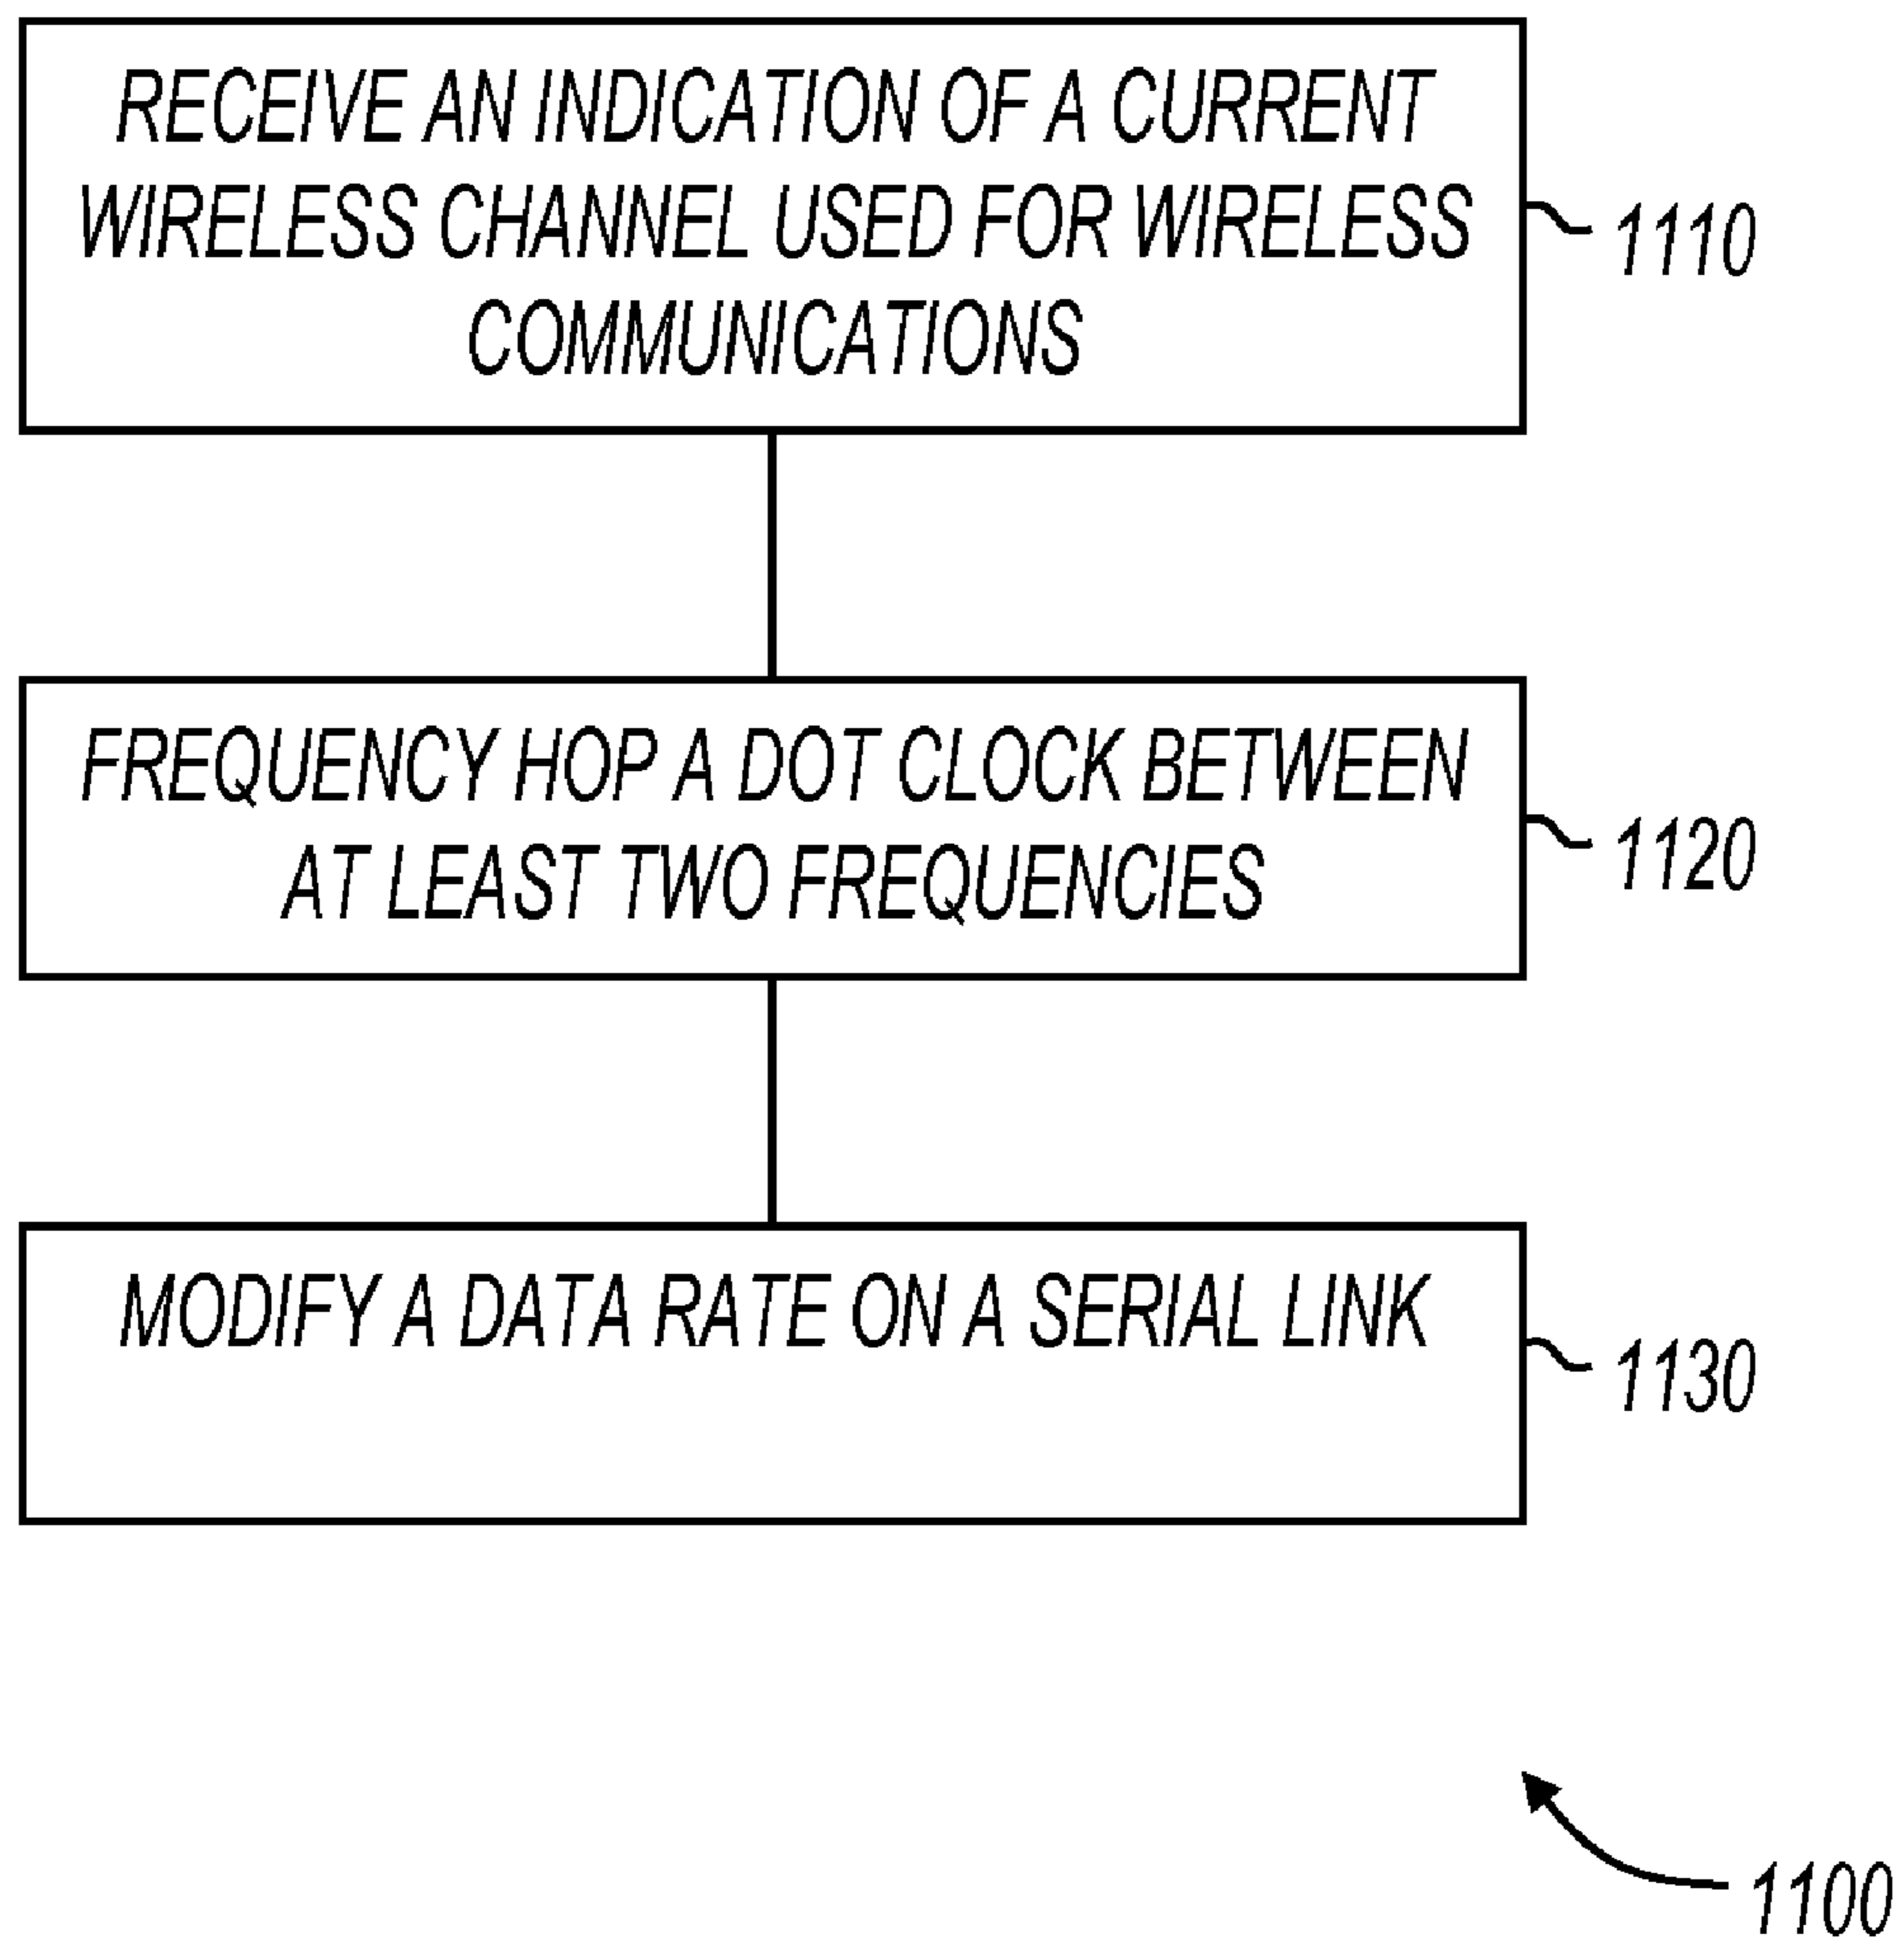 RECEIVE AN INDICATION OF A CURRENT
WIRELESS CHANNEL USED FOR WIRELESS
COMMUNICATIONS
1110
FREQUENCY HOP A DOT CLOCK BETWEEN
AT LEAST TWO FREQUENCIES
1120
MODIFY A DATA RATE ON A SERIAL LINK
1130
1100